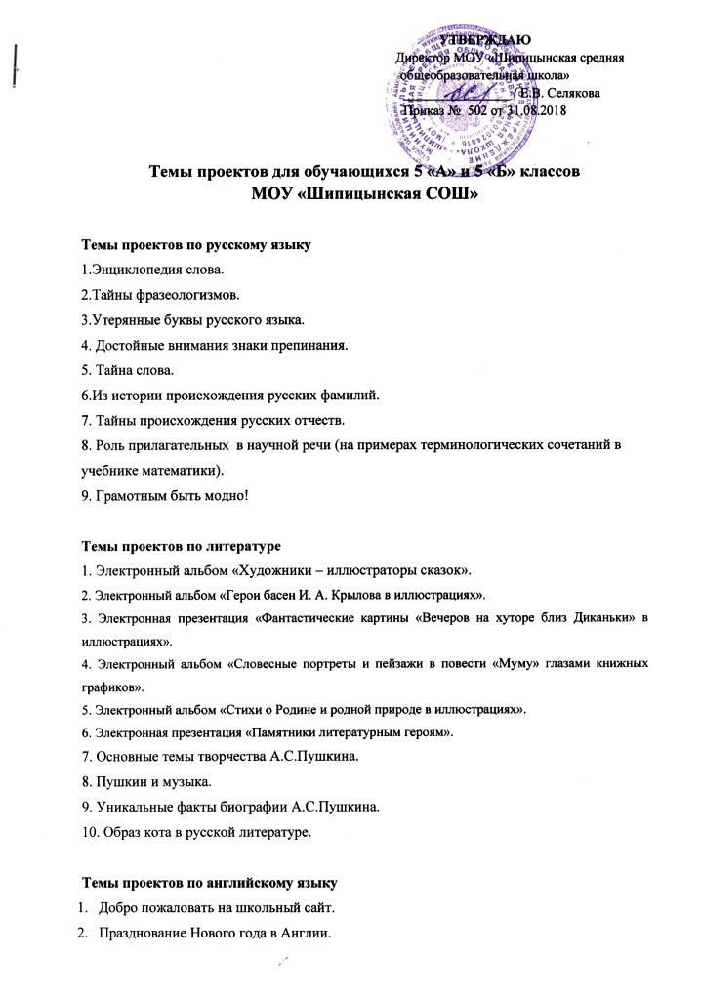 УТВЕРЖДАЮ
Директор МОУ «Шипицынская средняя
общеобразовательная школа»
/ Е.В. Селякова
Приказ № 502 от 31.08.2018
Темы проектов для обучающихся 5 «А» и 5 «Б» классов
МОУ «Шипицынская СОШ»
Темы проектов по русскому языку
1.Энциклопедия слова.
2.Тайны фразеологизмов.
3.Утерянные буквы русского языка.
4. Достойные внимания знаки препинания.
5. Тайна слова.
6.Из истории происхождения русских фамилий.
7. Тайны происхождения русских отчеств.
8. Роль прилагательных в научной речи (на примерах терминологических сочетаний в
учебнике математики).
9. Грамотным быть модно!
Темы проектов по литературе
1. Электронный альбом «Художники – иллюстраторы сказок».
2. Электронный альбом «Герои басен И. А. Крылова в иллюстрациях».
3. Электронная презентация «Фантастические картины «Вечеров на хуторе близ Диканьки» в
иллюстрациях».
4. Электронный альбом «Словесные портреты и пейзажи в повести «Муму» глазами книжных
графиков».
5. Электронный альбом «Стихи о Родине и родной природе в иллюстрациях».
6. Электронная презентация «Памятники литературным героям».
7. Основные темы творчества А.С.Пушкина.
8. Пушкин и музыка.
9. Уникальные факты биографии А.С.Пушкина.
10. Образ кота в русской литературе.
Темы проектов по английскому языку
1. Добро пожаловать на школьный сайт.
2. Празднование Нового года в Англии.